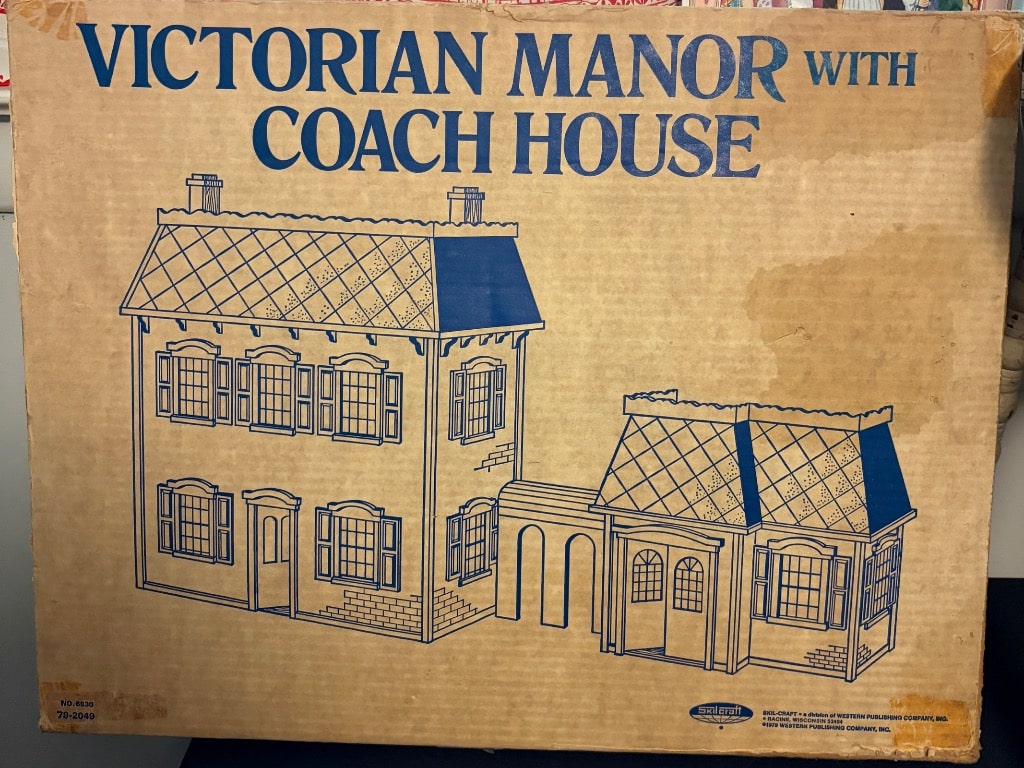 VICTORIAN MANOR WITH
COACH HOUSE
NO. 6830
79-2049
Skilcraft
SKIL-CRAFT • a division of WESTERN PUBLISHING COMPANY, INC.
• RACINE, WISCONSIN 53404
©1979 WESTERN PUBLISHING COMPANY, INC.